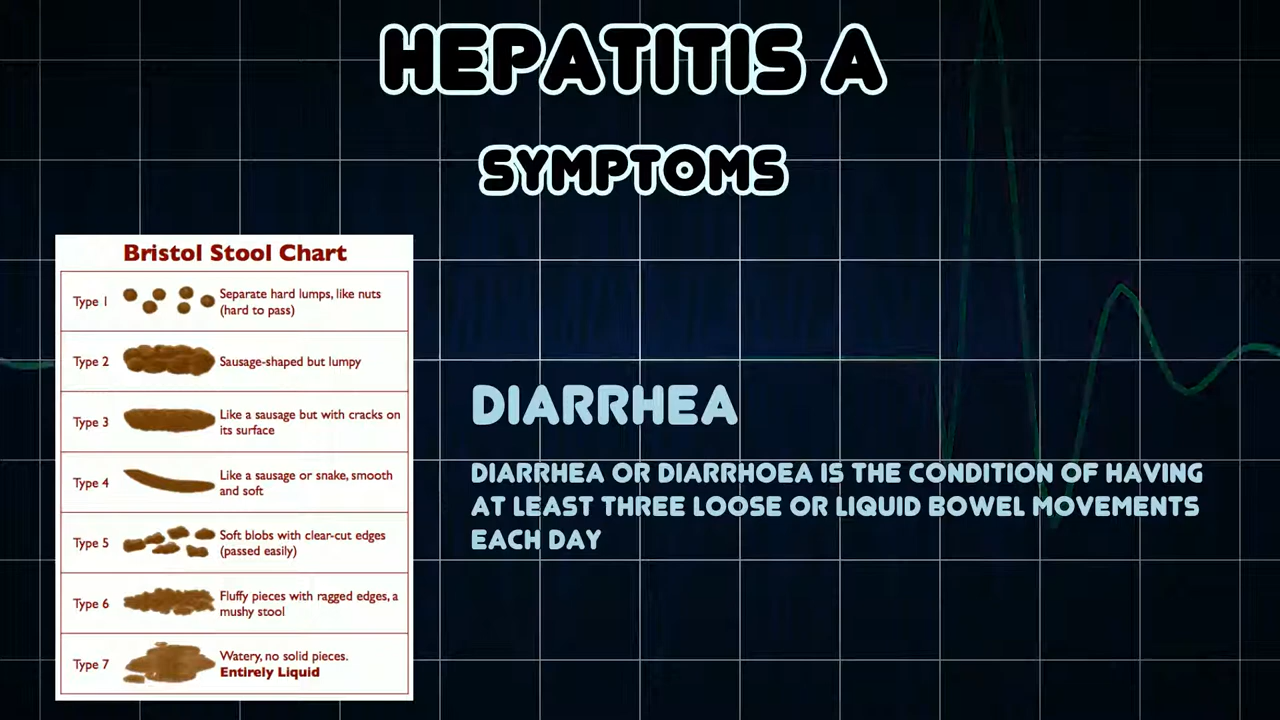 HEPATITIS A
SYMPTOMS
Bristol Stool Chart
Type 1
Separate hard lumps, like nuts
(hard to pass)
Type 2
Sausage-shaped but lumpy
Type 3
Like a sausage but with cracks on
its surface
Type 4
Like a sausage or snake, smooth
and soft
Type 5
Soft blobs with clear-cut edges
(passed easily)
Type 6
Fluffy pieces with ragged edges, a
mushy stool
Type 7
Watery, no solid pieces.
Entirely Liquid
DIARRHEA
DIARRHEA OR DIARRHOEA IS THE CONDITION OF HAVING
AT LEAST THREE LOOSE OR LIQUID BOWEL MOVEMENTS
EACH DAY